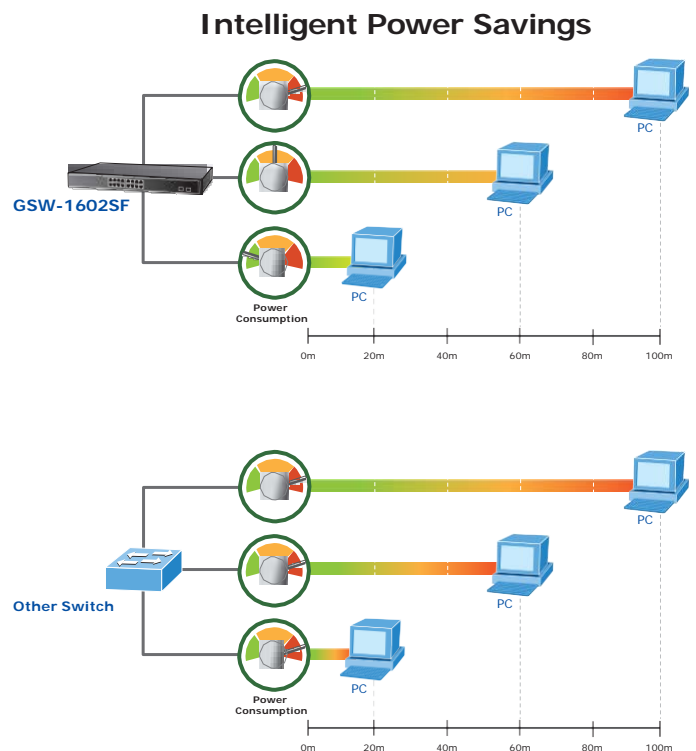 Intelligent Power Savings
PC
GSW-1602SF
PC
PC
Power
Consumption
0m 20m 40m 60m 80m 100m
PC
Other Switch
PC
PC
Power
Consumption
0m 20m 40m 60m 80m 100m